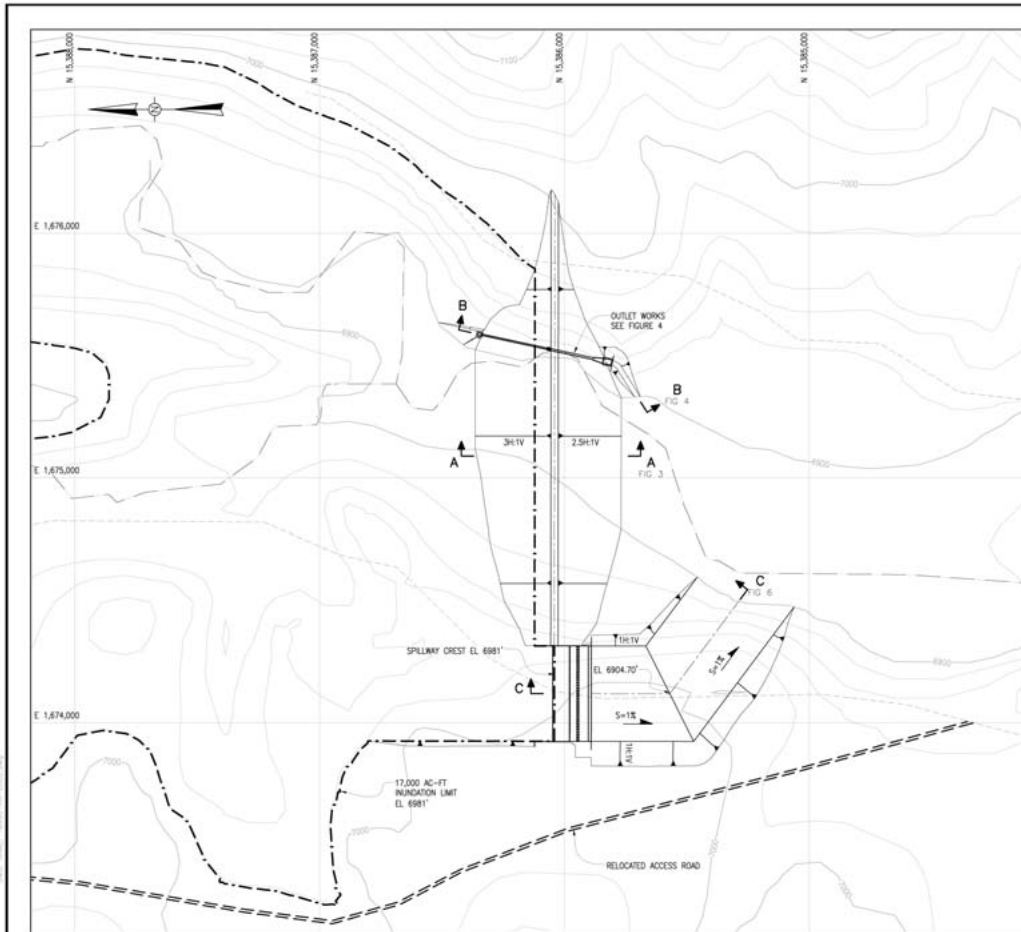 N 15,388,000
N 15,387,000
N 15,386,000
N 15,385,000
7000
7100
N
7000
E 1,676,000
B
OUTLET WORKS
SEE FIGURE 4
6900
B
FIG 4
3H:1V
2.5H:1V
A
A
FIG 3
6900
E 1,675,000
C
FIG 6
1H:1V
SPILLWAY CREST EL 6981'
EL 6904.70'
S=1%
6900
C
E 1,674,000
S=1%
1H:1V
7000
17,000 AC-FT
INUNDATION LIMIT
EL 6981'
7000
7000
RELOCATED ACCESS ROAD
7000